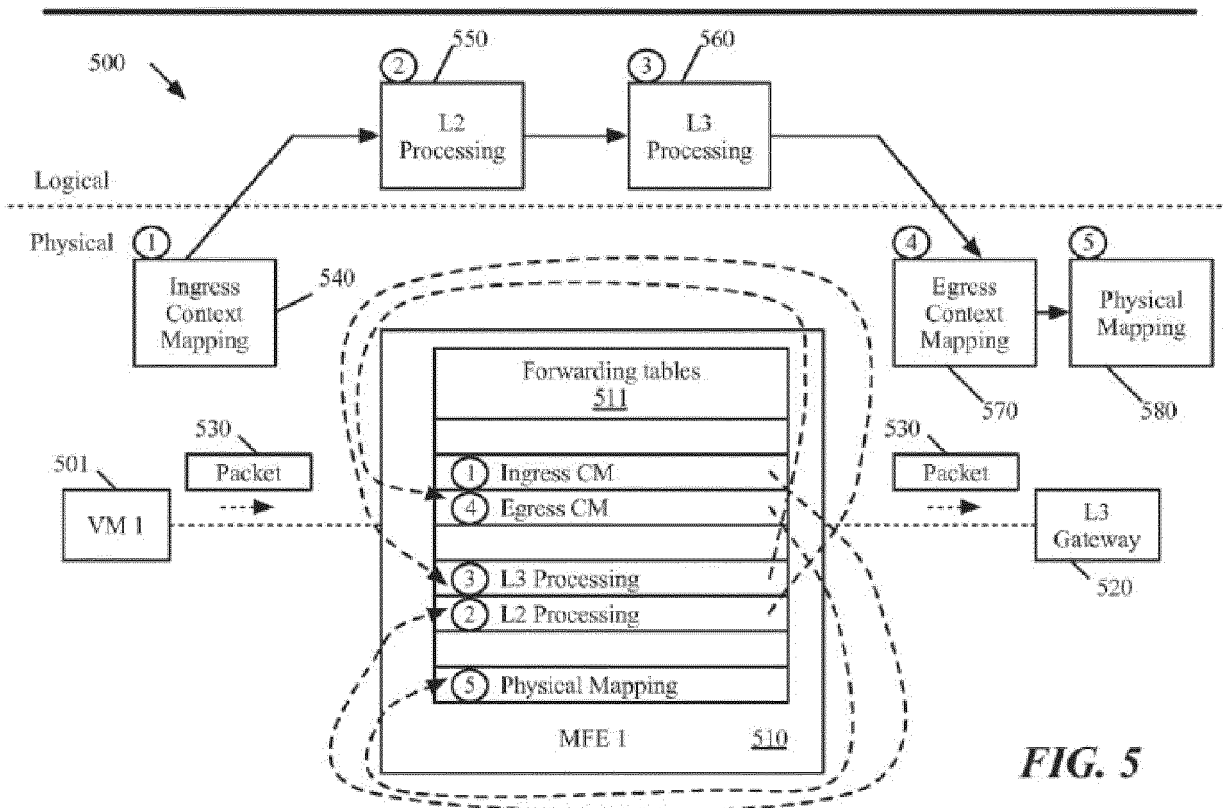 500
2
550
L2
Processing
3
560
L3
Processing
Logical
Physical
1
Ingress
Context
Mapping
540
4
Egress
Context
Mapping
570
5
Physical
Mapping
580
Forwarding tables
511
1 Ingress CM
4 Egress CM
3 L3 Processing
2 L2 Processing
5 Physical Mapping
MFE 1
510
501
VM 1
530
Packet
530
Packet
L3
Gateway
520
FIG. 5